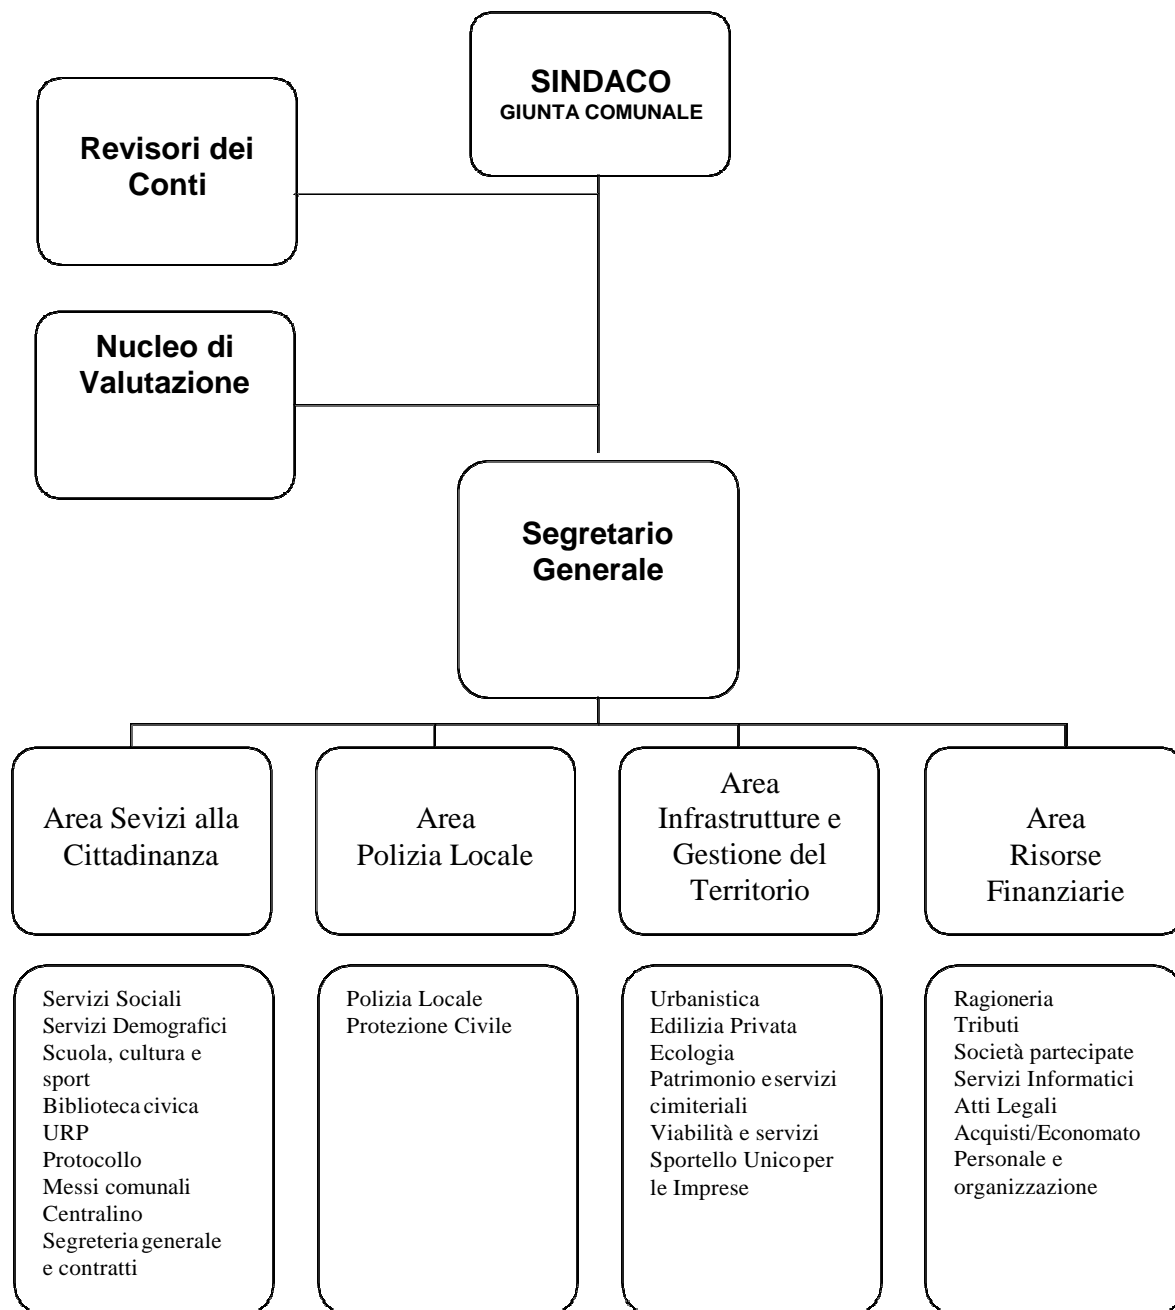 SINDACO
GIUNTA COMUNALE
Revisori dei
Conti
Nucleo di
Valutazione
Segretario
Generale
Area Sevizi alla
Cittadinanza
Area
Polizia Locale
Area
Infrastrutture e
Gestione del
Territorio
Area
Risorse
Finanziarie
Servizi Sociali
Servizi Demografici
Scuola, cultura e
sport
Biblioteca civica
URP
Protocollo
Messi comunali
Centralino
Segreteria generale
e contratti
Polizia Locale
Protezione Civile
Urbanistica
Edilizia Privata
Ecologia
Patrimonio e servizi
cimiteriali
Viabilità e servizi
Sportello Unico per
le Imprese
Ragioneria
Tributi
Società partecipate
Servizi Informatici
Atti Legali
Acquisti/Economato
Personale e
organizzazione